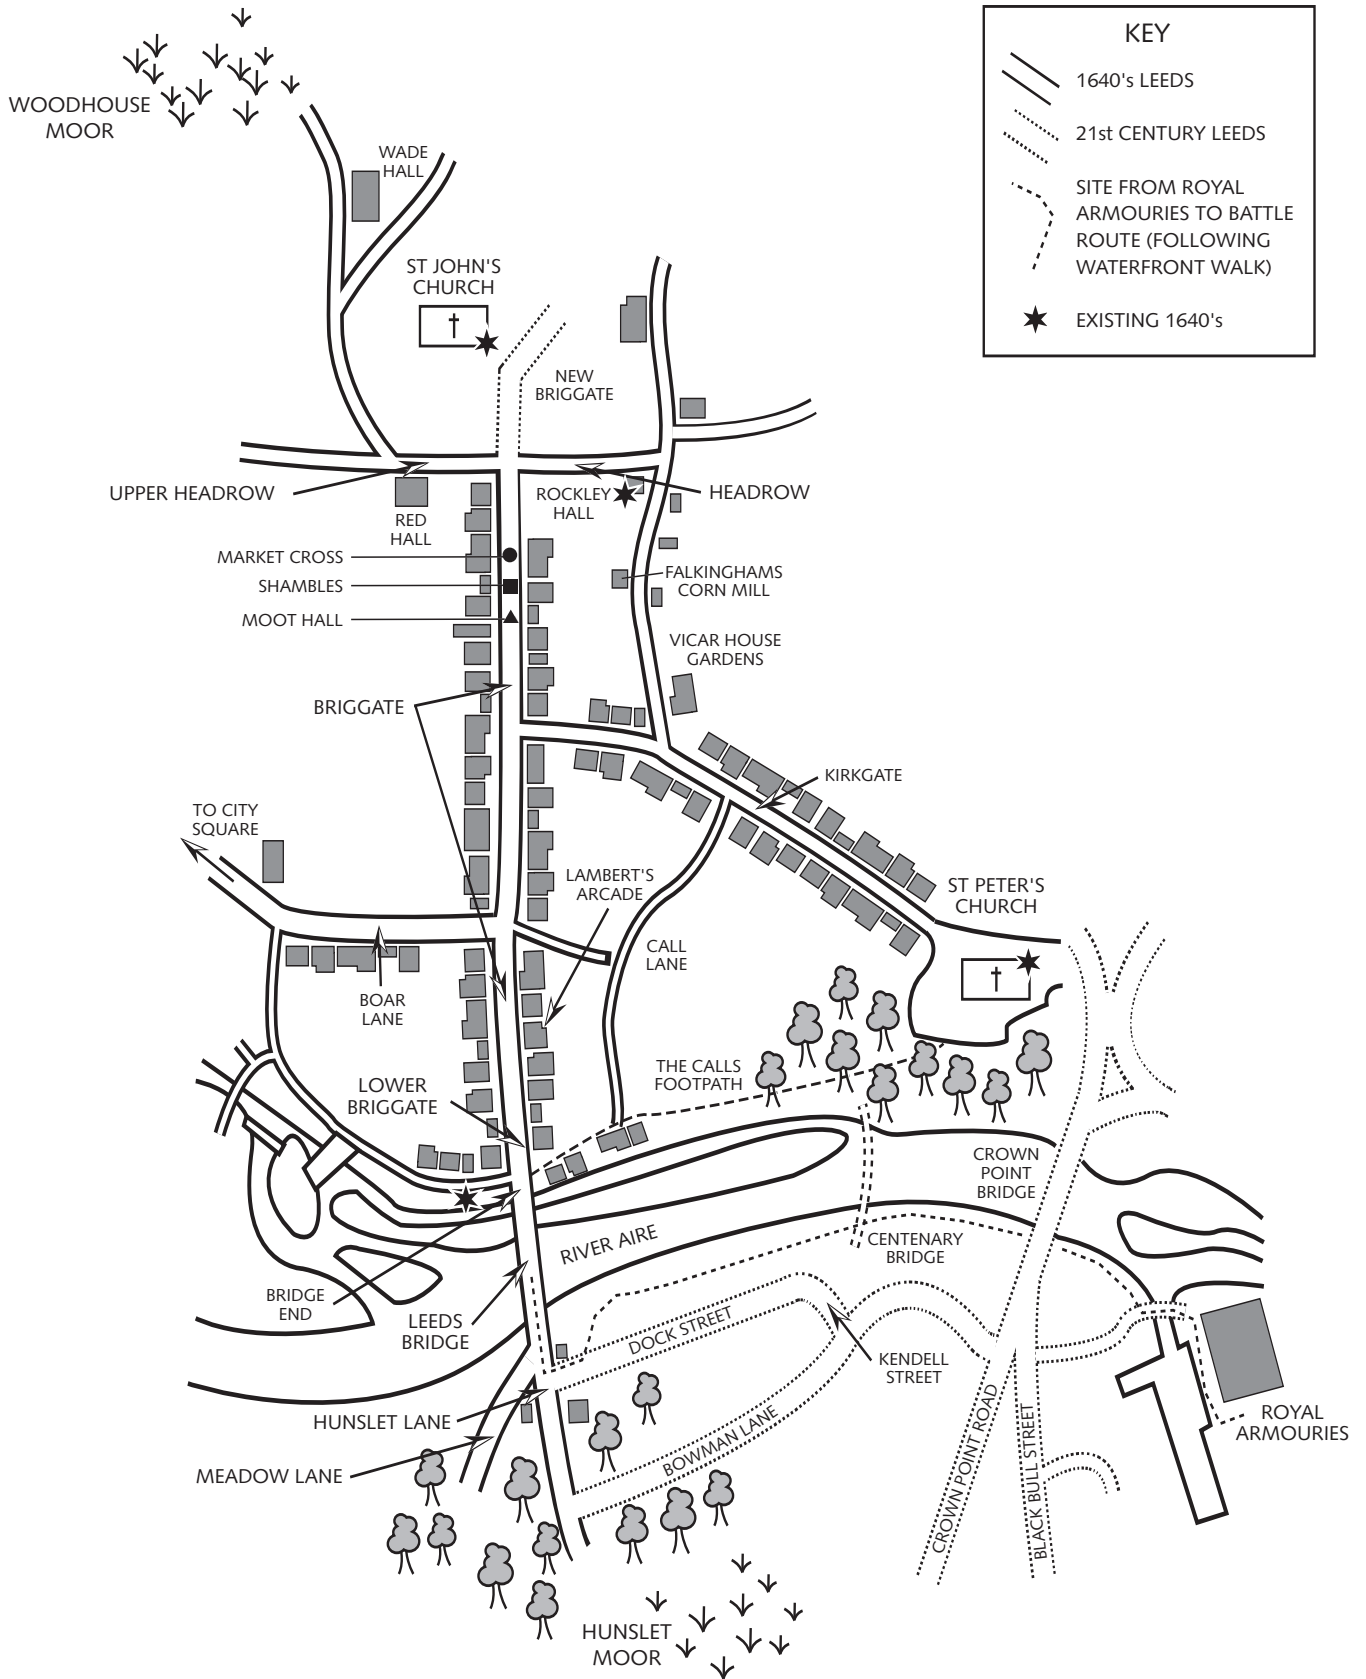 KEY
1640's LEEDS
21st CENTURY LEEDS
SITE FROM ROYAL
ARMOURIES TO BATTLE
ROUTE (FOLLOWING
WATERFRONT WALK)
EXISTING 1640's
WOODHOUSE
MOOR
WADE
HALL
ST JOHN'S
CHURCH
NEW
BRIGGATE
UPPER HEADROW
RED
HALL
ROCKLEY
HALL
HEADROW
MARKET CROSS
SHAMBLES
MOOT HALL
FALKINGHAMS
CORN MILL
VICAR HOUSE
GARDENS
BRIGGATE
KIRKGATE
TO CITY
SQUARE
LAMBERT'S
ARCADE
ST PETER'S
CHURCH
CALL
LANE
BOAR
LANE
THE CALLS
FOOTPATH
LOWER
BRIGGATE
CROWN
POINT
BRIDGE
RIVER AIRE
CENTENARY
BRIDGE
BRIDGE
END
LEEDS
BRIDGE
DOCK STREET
KENDELL
STREET
HUNSLET LANE
MEADOW LANE
BOWMAN LANE
CROWN POINT ROAD
BLACK BULL STREET
ROYAL
ARMOURIES
HUNSLET
MOOR